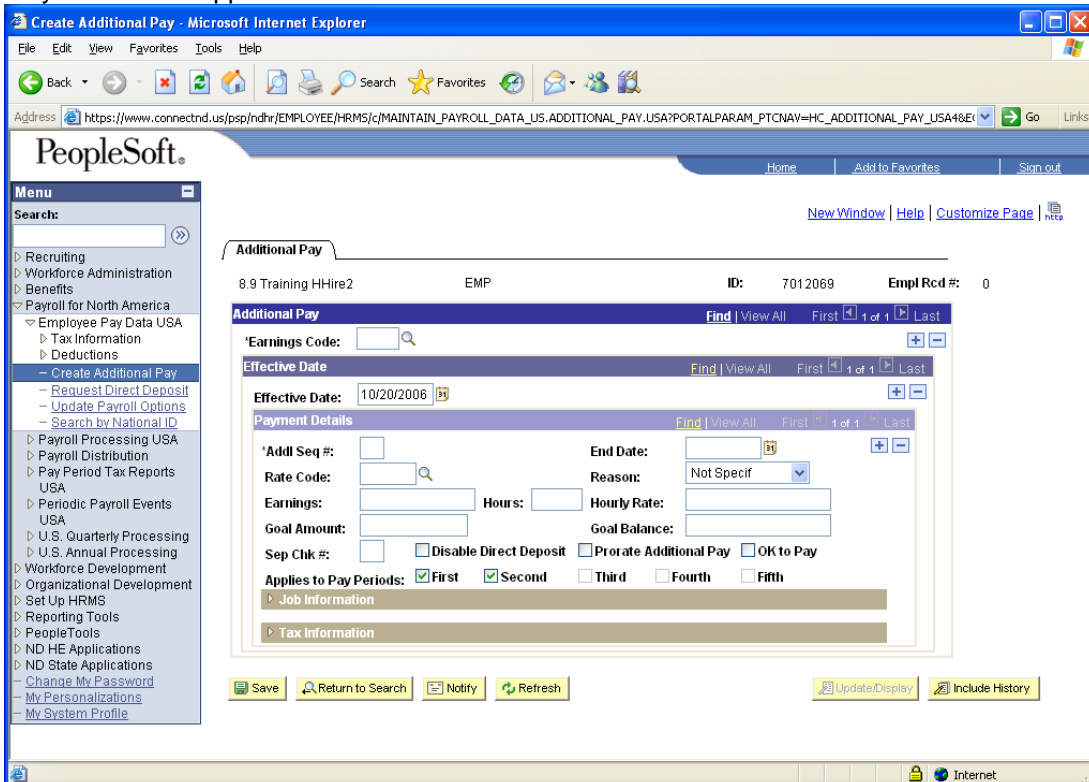 Create Additional Pay - Microsoft Internet Explorer
File Edit View Favorites Tools Help
Back Search Favorites
Address https://www.connectnd.us/psp/ndhr/EMPLOYEE/HRMS/c/MAINTAIN_PAYROLL_DATA_US.ADDITIONAL_PAY.USA?PORTALPARAM_PTCNAV=HC_ADDITIONAL_PAY_USA4&E Go Links
PeopleSoft®
Home Add to Favorites Sign out
Menu
Search:
Recruiting
Workforce Administration
Benefits
Payroll for North America
Employee Pay Data USA
Tax Information
Deductions
– Create Additional Pay
– Request Direct Deposit
– Update Payroll Options
– Search by National ID
Payroll Processing USA
Payroll Distribution
Pay Period Tax Reports
USA
Periodic Payroll Events
USA
U.S. Quarterly Processing
U.S. Annual Processing
Workforce Development
Organizational Development
Set Up HRMS
Reporting Tools
PeopleTools
ND HE Applications
ND State Applications
– Change My Password
– My Personalizations
– My System Profile
New Window | Help | Customize Page | http
Additional Pay
8.9 Training HHire2 EMP ID: 7012069 Empl Rcd #: 0
Additional Pay Find | View All First 1 of 1 Last
*Earnings Code:
Effective Date Find | View All First 1 of 1 Last
Effective Date: 10/20/2006
Payment Details Find | View All First 1 of 1 Last
*Addl Seq #: End Date:
Rate Code: Reason: Not Specif
Earnings: Hours: Hourly Rate:
Goal Amount: Goal Balance:
Sep Chk #: Disable Direct Deposit Prorate Additional Pay OK to Pay
Applies to Pay Periods: First Second Third Fourth Fifth
Job Information
Tax Information
Save Return to Search Notify Refresh Update/Display Include History
Internet